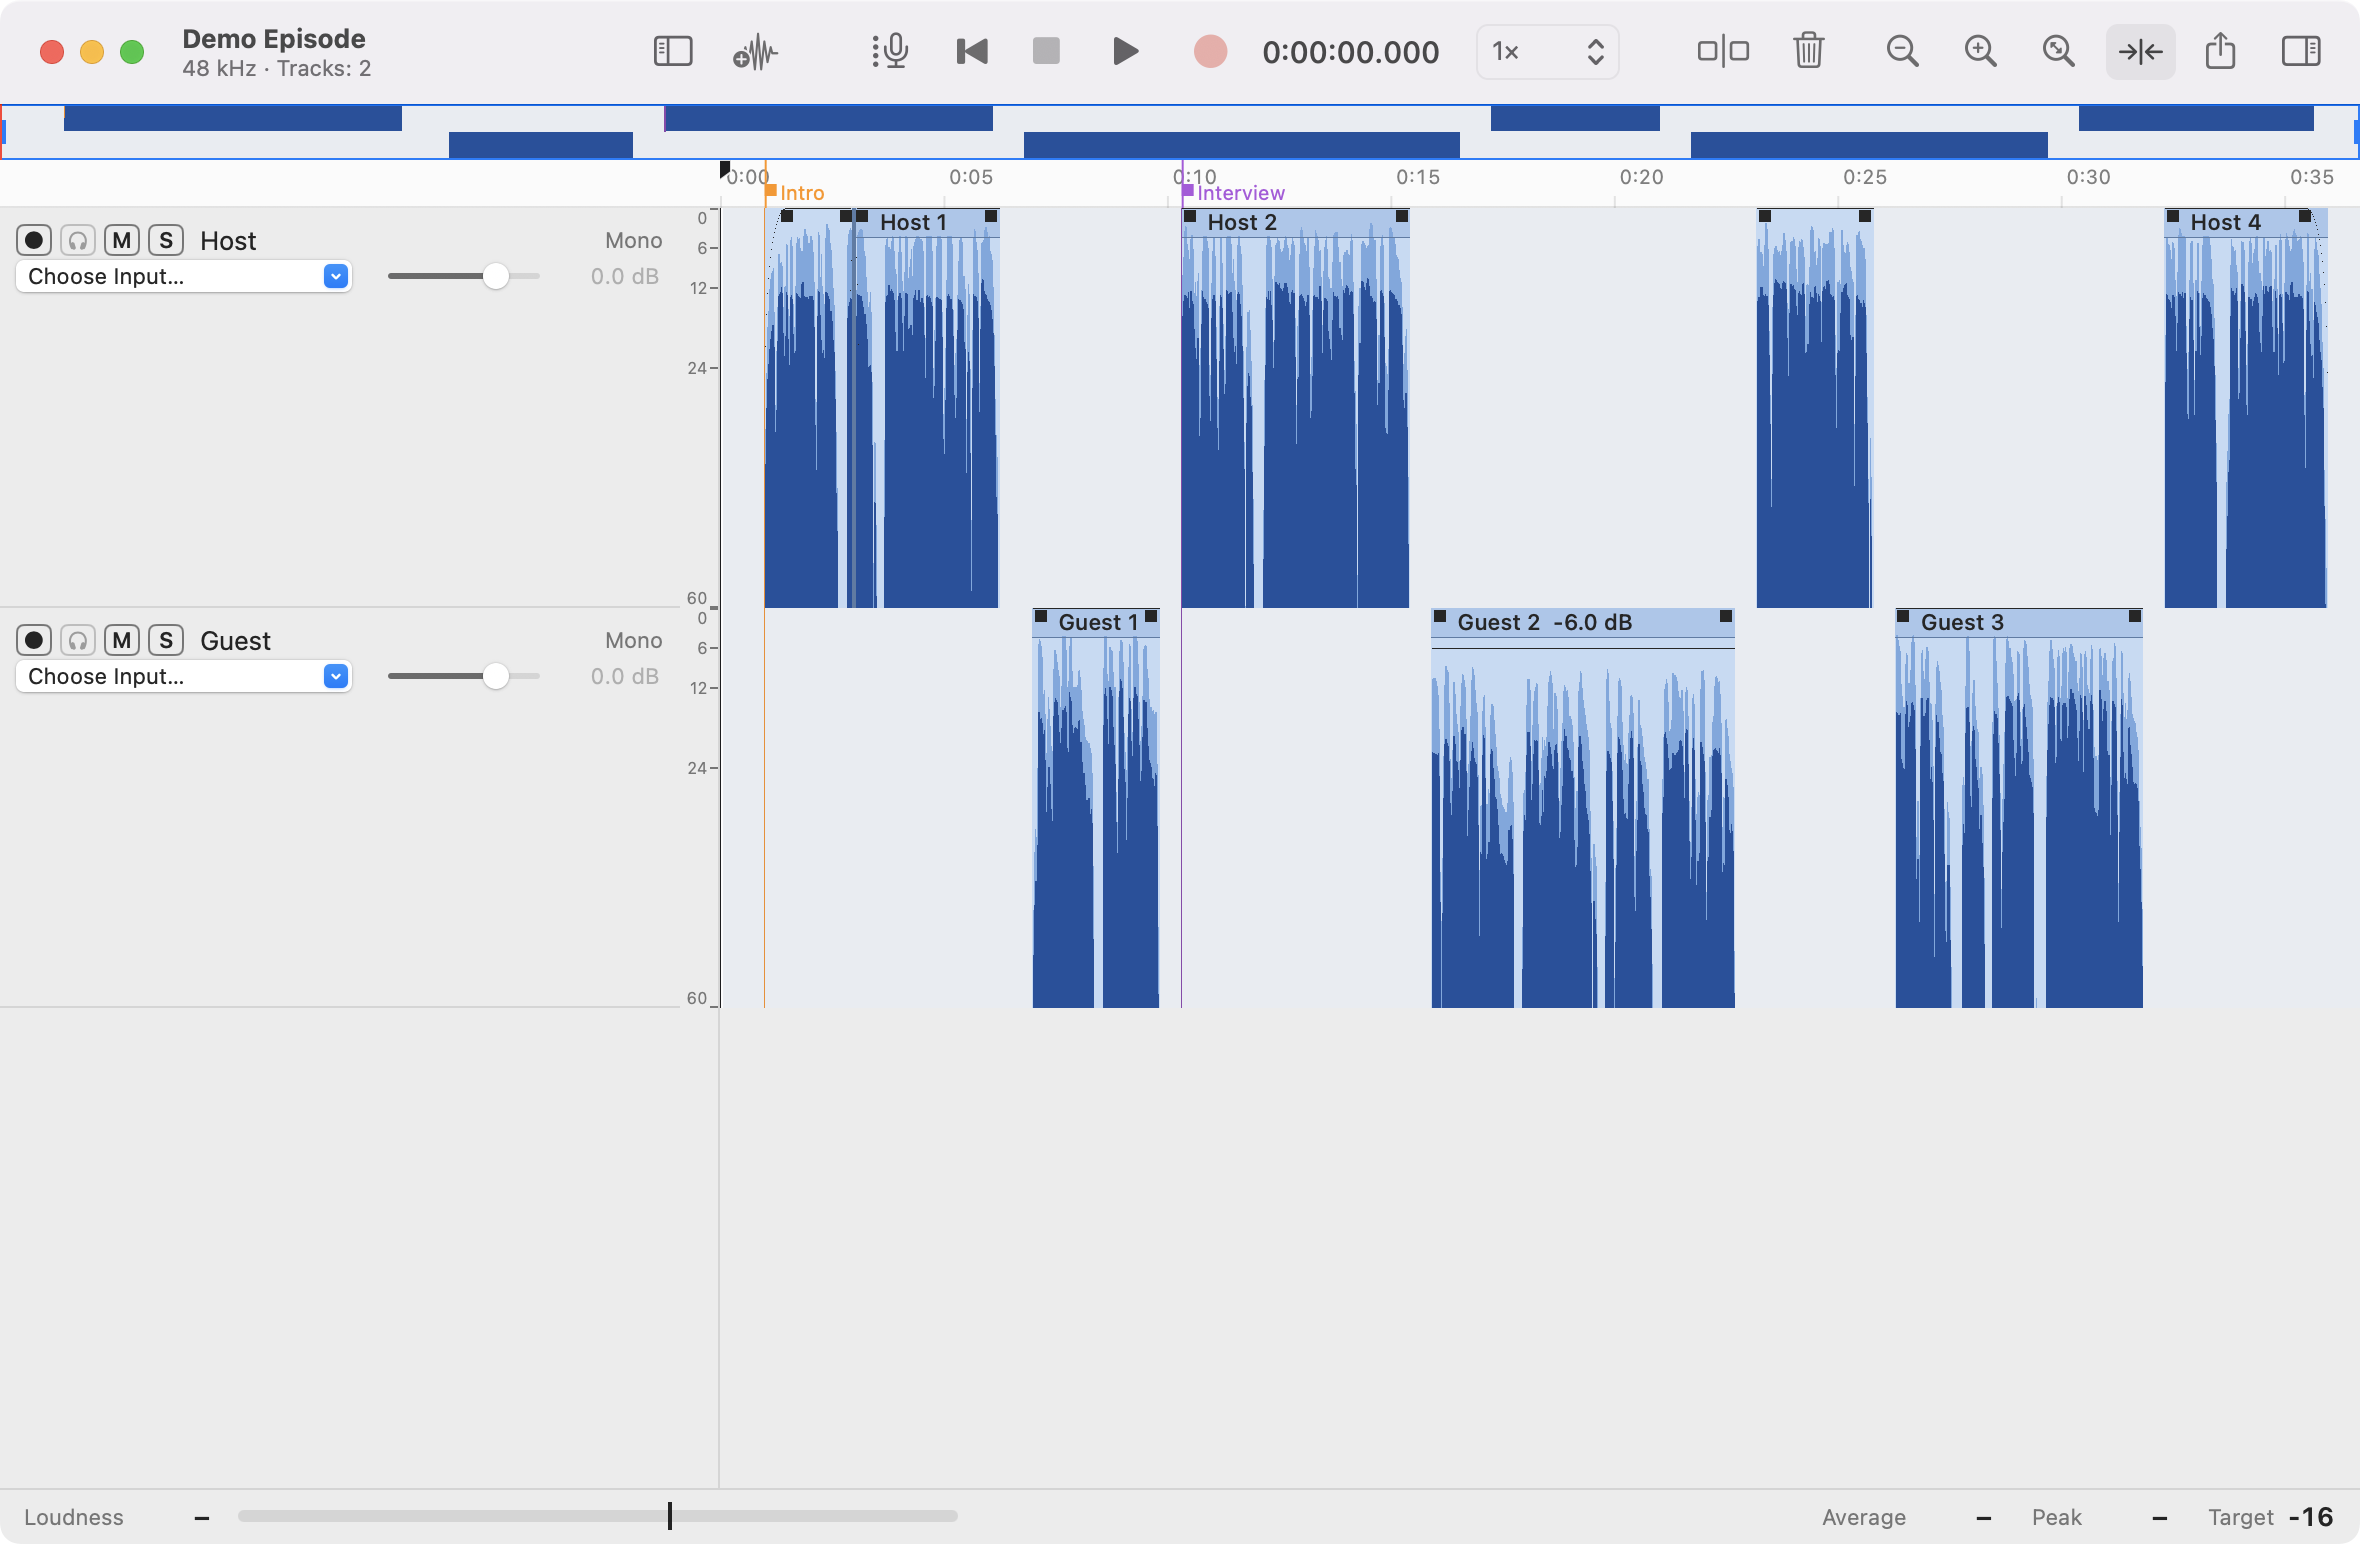 Demo Episode
48 kHz · Tracks: 2
0:00:00.000
1×
0:00
0:05
0:10
0:15
0:20
0:25
0:30
0:35
Intro
Interview
M S Host
Mono
Choose Input...
0.0 dB
0
6
12
24
60
Host 1
Host 2
Host 4
M S Guest
Mono
Choose Input...
0.0 dB
0
6
12
24
60
Guest 1
Guest 2 -6.0 dB
Guest 3
Loudness –
Average –
Peak –
Target -16